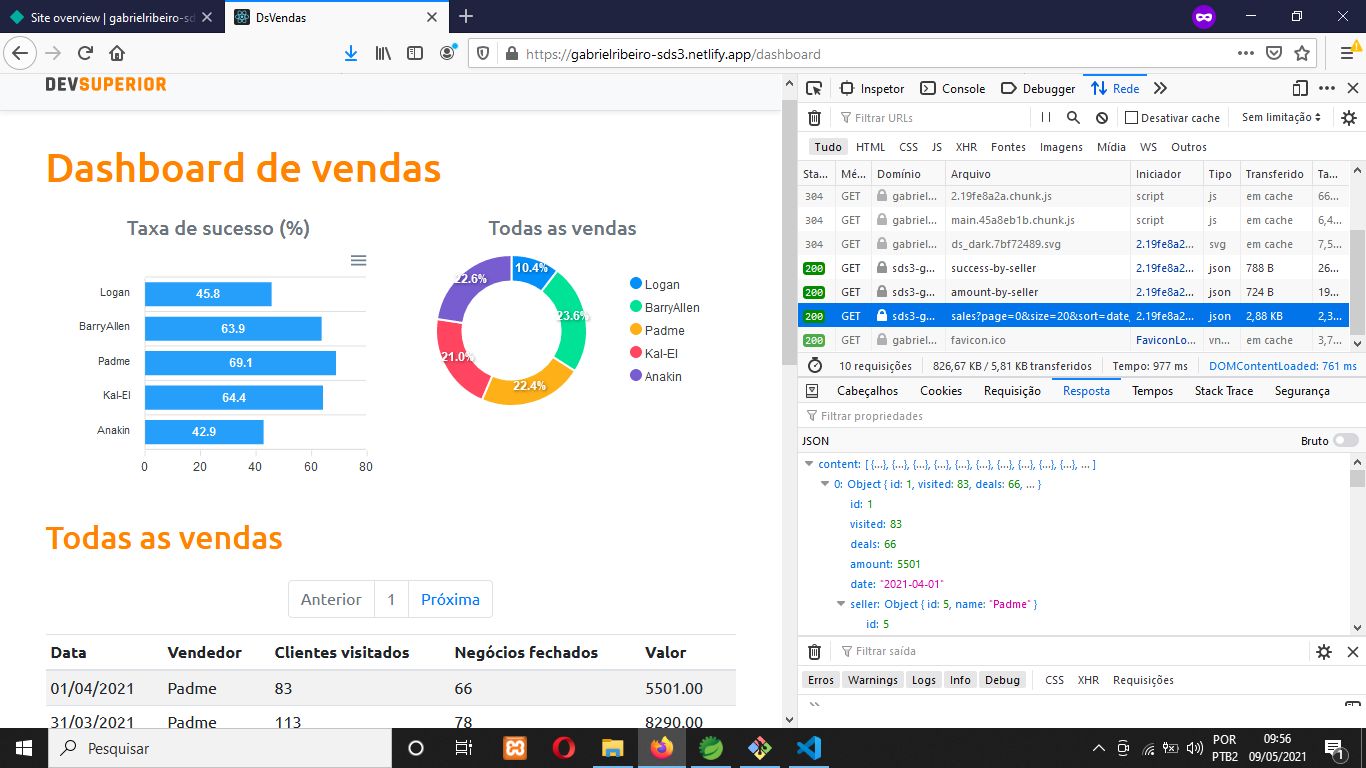 Site overview | gabrielribeiro-sd
DsVendas
https://gabrielribeiro-sds3.netlify.app/dashboard
DEVSUPERIOR
Dashboard de vendas
Taxa de sucesso (%)
Logan
45.8
BarryAllen
63.9
Padme
69.1
Kal-El
64.4
Anakin
42.9
0 20 40 60 80
Todas as vendas
10.4%
23.6%
22.4%
21.0%
22.6%
Logan
BarryAllen
Padme
Kal-El
Anakin
Todas as vendas
Anterior 1 Próxima
Data Vendedor Clientes visitados Negócios fechados Valor
01/04/2021 Padme 83 66 5501.00
31/03/2021 Padme 113 78 8290.00
Inspetor Console Debugger Rede
Filtrar URLs Desativar cache Sem limitação
Tudo HTML CSS JS XHR Fontes Imagens Mídia WS Outros
Sta... Mé... Domínio Arquivo Iniciador Tipo Transferido Ta...
304 GET gabriel... 2.19fe8a2a.chunk.js script js em cache 66...
304 GET gabriel... main.45a8eb1b.chunk.js script js em cache 6,4...
304 GET gabriel... ds_dark.7bf72489.svg 2.19fe8a2... svg em cache 7,5...
200 GET sds3-g... success-by-seller 2.19fe8a2... json 788 B 26...
200 GET sds3-g... amount-by-seller 2.19fe8a2... json 724 B 19...
200 GET sds3-g... sales?page=0&size=20&sort=date, 2.19fe8a2... json 2,88 KB 2,3...
200 GET gabriel... favicon.ico FaviconLo... vn... em cache 3,7...
10 requisições 826,67 KB / 5,81 KB transferidos Tempo: 977 ms DOMContentLoaded: 761 ms
Cabeçalhos Cookies Requisição Resposta Tempos Stack Trace Segurança
Filtrar propriedades
JSON Bruto
content: [ {...}, {...}, {...}, {...}, {...}, {...}, {...}, {...}, {...}, {...}, ... ]
0: Object { id: 1, visited: 83, deals: 66, ... }
id: 1
visited: 83
deals: 66
amount: 5501
date: "2021-04-01"
seller: Object { id: 5, name: "Padme" }
id: 5
Filtrar saída
Erros Warnings Logs Info Debug CSS XHR Requisições
Pesquisar
POR
PTB2
09:56
09/05/2021
1